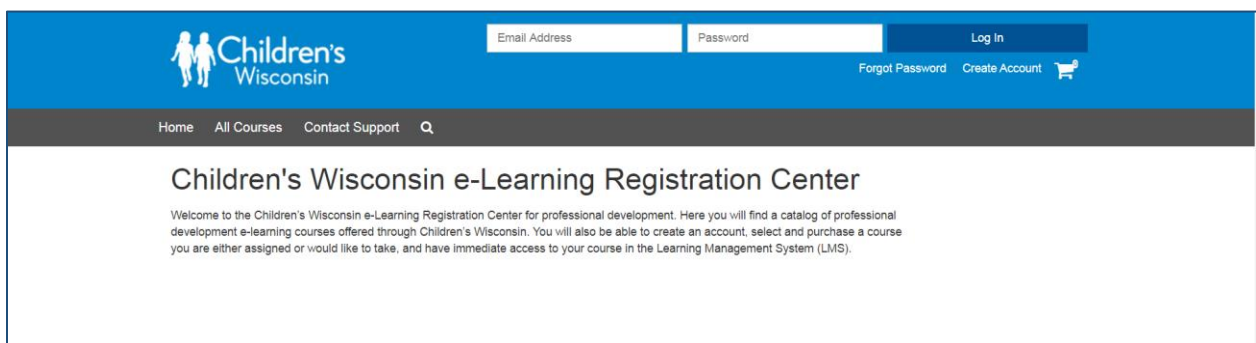 Children's
Wisconsin
Email Address
Password
Log In
Forgot Password
Create Account
0
Home
All Courses
Contact Support
Children's Wisconsin e-Learning Registration Center
Welcome to the Children's Wisconsin e-Learning Registration Center for professional development. Here you will find a catalog of professional
development e-learning courses offered through Children's Wisconsin. You will also be able to create an account, select and purchase a course
you are either assigned or would like to take, and have immediate access to your course in the Learning Management System (LMS).